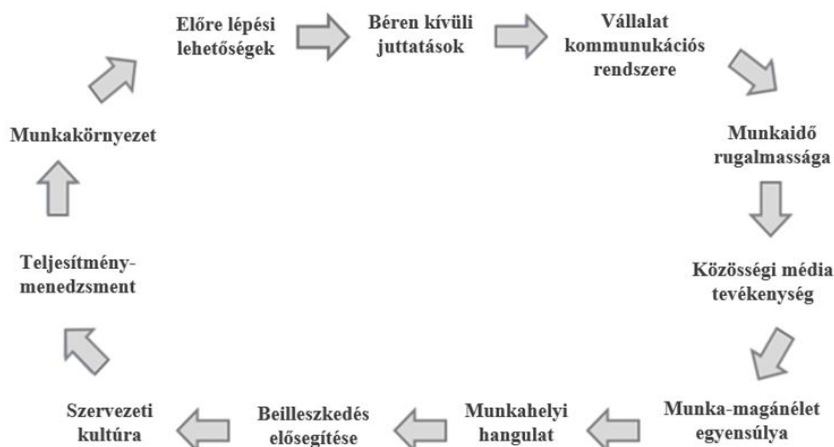 Előre lépési
lehetőségek
Béren kívüli
juttatások
Vállalat
kommunukációs
rendszere
Munkaidő
rugalmassága
Közösségi média
tevékenység
Munka-magánélet
egyensúlya
Munkahelyi
hangulat
Beilleszkedés
elősegítése
Szervezeti
kultúra
Teljesítmény-
menedzsment
Munkakörnyezet